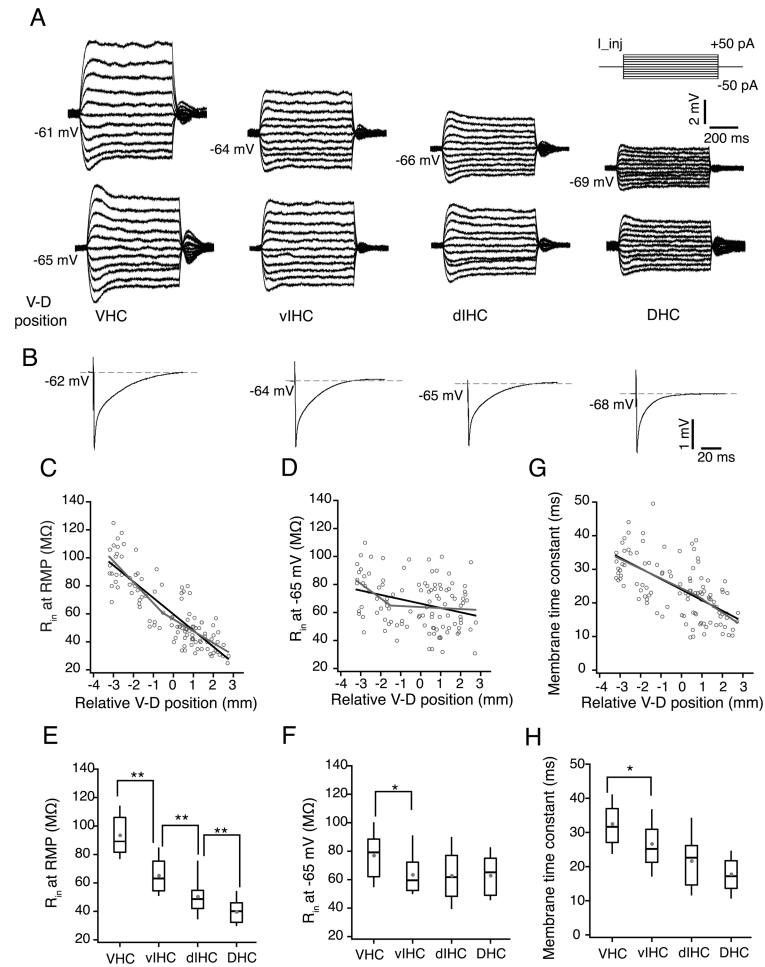 A
I_inj
+50 pA
-50 pA
2 mV
200 ms
-61 mV
-64 mV
-66 mV
-69 mV
-65 mV
V-D
position
VHC
vIHC
dIHC
DHC
B
-62 mV
-64 mV
-65 mV
-68 mV
1 mV
20 ms
C
140
120
100
80
60
40
20
Rin at RMP (MΩ)
-4 -3 -2 -1 0 1 2 3
Relative V-D position (mm)
D
140
120
100
80
60
40
20
Rin at -65 mV (MΩ)
-4 -3 -2 -1 0 1 2 3
Relative V-D position (mm)
G
50
40
30
20
10
0
Membrane time constant (ms)
-4 -3 -2 -1 0 1 2 3
Relative V-D position (mm)
E
140
120
100
80
60
40
20
Rin at RMP (MΩ)
**
**
**
VHC vIHC dIHC DHC
F
140
120
100
80
60
40
20
Rin at -65 mV (MΩ)
*
VHC vIHC dIHC DHC
H
50
40
30
20
10
0
Membrane time constant (ms)
*
VHC vIHC dIHC DHC